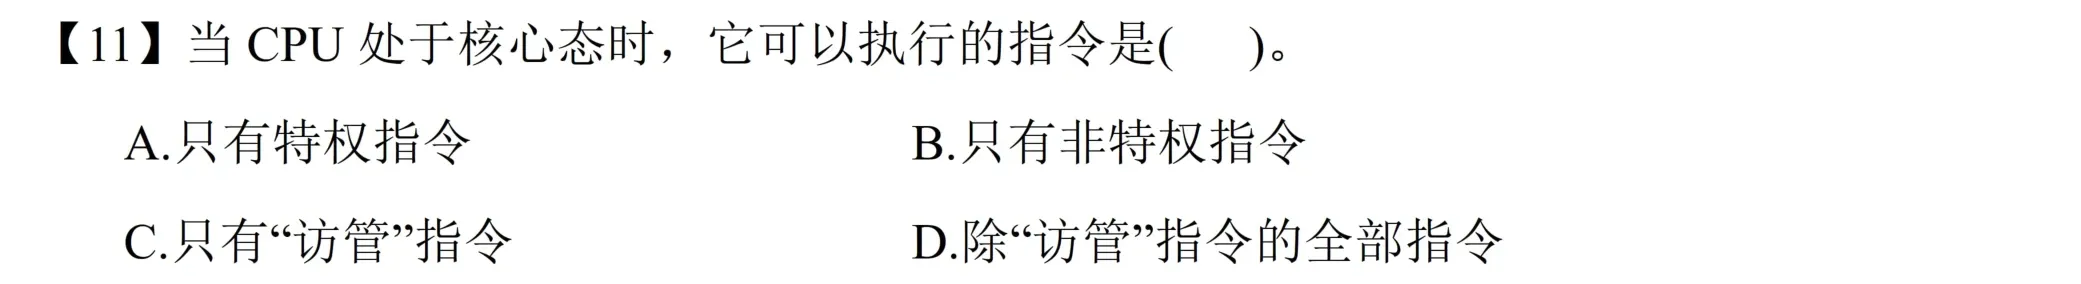 【11】当 CPU 处于核心态时，它可以执行的指令是(    )。
A.只有特权指令    B.只有非特权指令
C.只有“访管”指令    D.除“访管”指令的全部指令